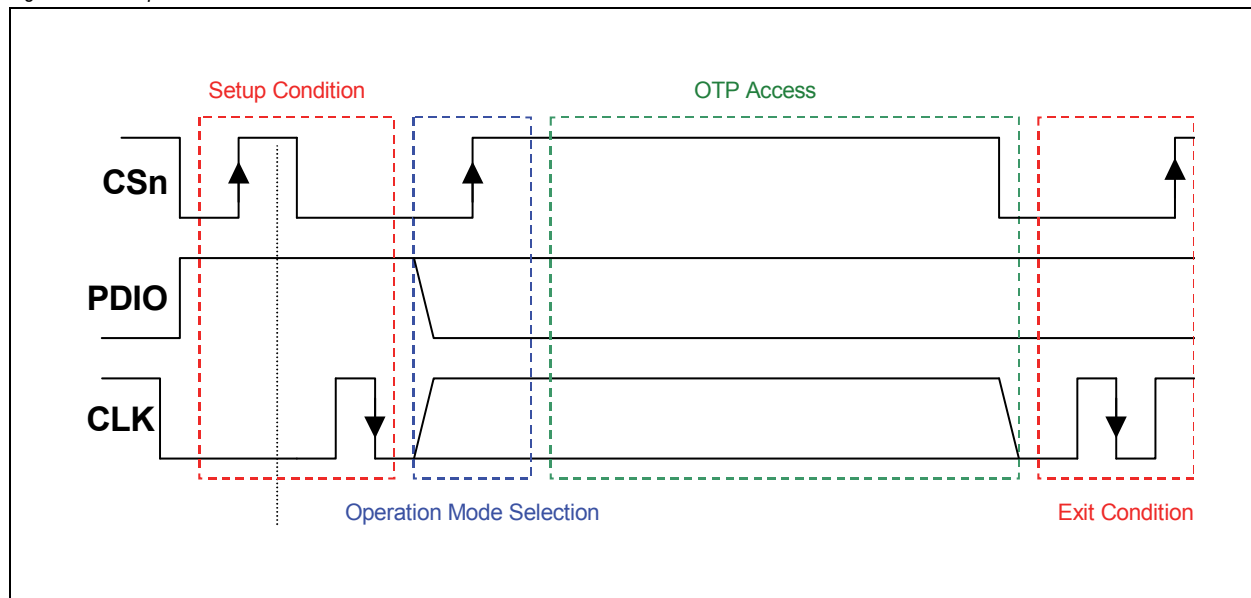 Setup Condition
OTP Access
CSn
PDIO
CLK
Operation Mode Selection
Exit Condition